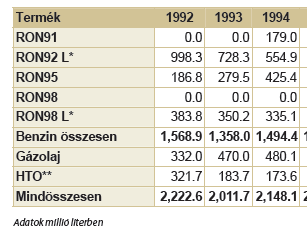 Termék 1992 1993 1994
RON91 0.0 0.0 179.0
RON92 L* 998.3 728.3 554.9
RON95 186.8 279.5 425.4
RON98 0.0 0.0 0.0
RON98 L* 383.8 350.2 335.1
Benzin összesen 1,568.9 1,358.0 1,494.4
Gázolaj 332.0 470.0 480.1
HTO** 321.7 183.7 173.6
Mindösszesen 2,222.6 2,011.7 2,148.1
Adatok millió literben